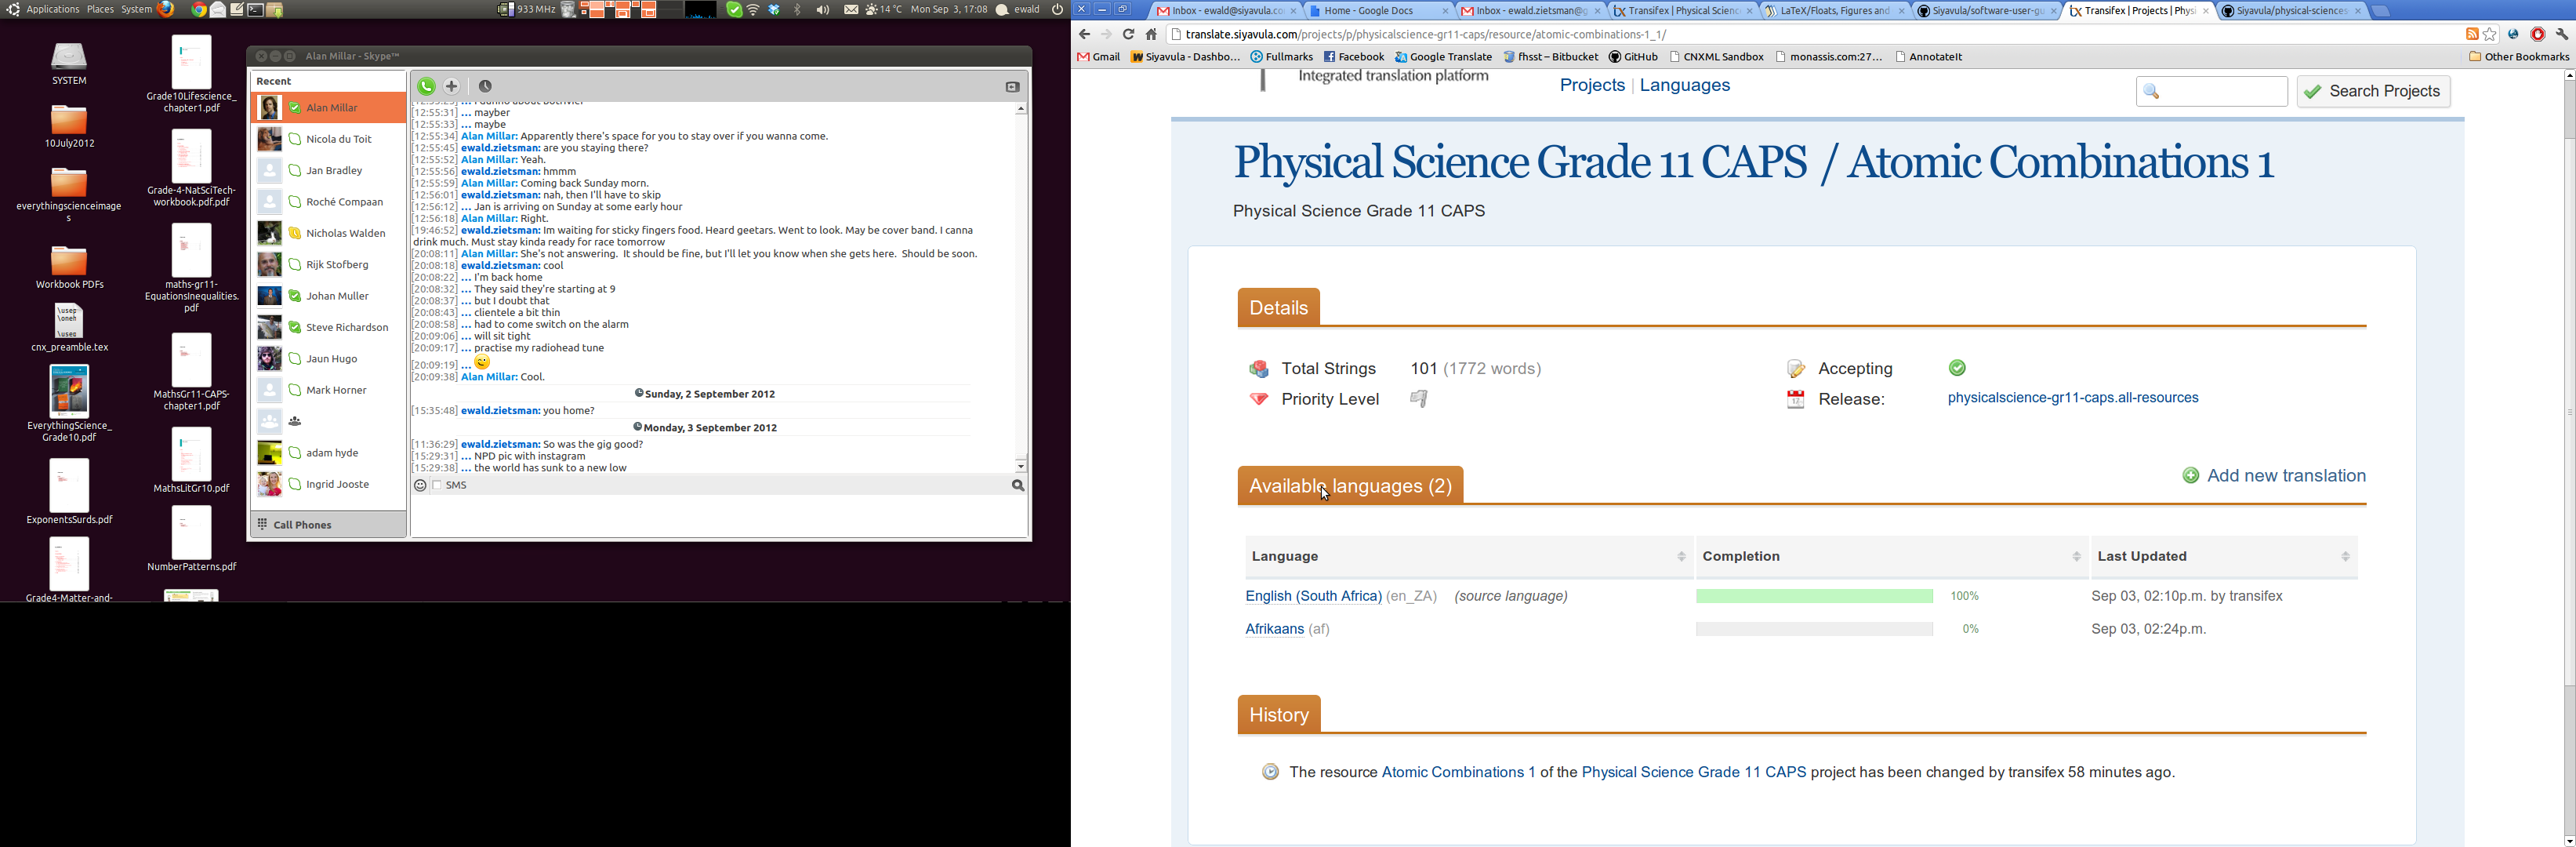 Applications Places System
933 MHz
14 °C Mon Sep 3, 17:08 ewald
SYSTEM
Grade10Lifescience_
chapter1.pdf
10July2012
Grade-4-NatSciTech-
workbook.pdf.pdf
everythingscienceimage
s
Workbook PDFs
maths-gr11-
EquationsInequalities.
pdf
cnx_preamble.tex
MathsGr11-CAPS-
chapter1.pdf
EverythingScience_
Grade10.pdf
MathsLitGr10.pdf
ExponentsSurds.pdf
NumberPatterns.pdf
Grade4-Matter-and-
Alan Millar - Skype™
Recent
Alan Millar
Nicola du Toit
Jan Bradley
Roché Compaan
Nicholas Walden
Rijk Stofberg
Johan Muller
Steve Richardson
Jaun Hugo
Mark Horner
adam hyde
Ingrid Jooste
Call Phones
[12:55:31] ... mayber
[12:55:33] ... maybe
[12:55:34] Alan Millar: Apparently there's space for you to stay over if you wanna come.
[12:55:45] ewald.zietsman: are you staying there?
[12:55:52] Alan Millar: Yeah.
[12:55:56] ewald.zietsman: hmmm
[12:55:59] Alan Millar: Coming back Sunday morn.
[12:56:01] ewald.zietsman: nah, then I'll have to skip
[12:56:12] ... Jan is arriving on Sunday at some early hour
[12:56:18] Alan Millar: Right.
[19:46:52] ewald.zietsman: Im waiting for sticky fingers food. Heard geetars. Went to look. May be cover band. I canna
drink much. Must stay kinda ready for race tomorrow
[20:08:11] Alan Millar: She's not answering. It should be fine, but I'll let you know when she gets here. Should be soon.
[20:08:18] ewald.zietsman: cool
[20:08:22] ... I'm back home
[20:08:32] ... They said they're starting at 9
[20:08:37] ... but I doubt that
[20:08:43] ... clientele a bit thin
[20:08:58] ... had to come switch on the alarm
[20:09:06] ... will sit tight
[20:09:17] ... practise my radiohead tune
[20:09:19] ...
[20:09:38] Alan Millar: Cool.
Sunday, 2 September 2012
[15:35:48] ewald.zietsman: you home?
Monday, 3 September 2012
[11:36:29] ewald.zietsman: So was the gig good?
[15:29:31] ... NPD pic with instagram
[15:29:38] ... the world has sunk to a new low
SMS
Inbox - ewald@siyavula.co
Home - Google Docs
Inbox - ewald.zietsman@g
Transifex | Physical Scienc
LaTeX/Floats, Figures and
Siyavula/software-user-gu
Transifex | Projects | Phys
Siyavula/physical-sciences
translate.siyavula.com/projects/p/physicalscience-gr11-caps/resource/atomic-combinations-1_1/
Gmail Siyavula - Dashbo... Fullmarks Facebook Google Translate fhsst – Bitbucket GitHub CNXML Sandbox monassis.com:27... AnnotateIt Other Bookmarks
Integrated translation platform
Projects | Languages
Search Projects
Physical Science Grade 11 CAPS / Atomic Combinations 1
Physical Science Grade 11 CAPS
Details
Total Strings 101 (1772 words)
Accepting
Priority Level
Release: physicalscience-gr11-caps.all-resources
Available languages (2)
Add new translation
Language Completion Last Updated
English (South Africa) (en_ZA) (source language) 100% Sep 03, 02:10p.m. by transifex
Afrikaans (af) 0% Sep 03, 02:24p.m.
History
The resource Atomic Combinations 1 of the Physical Science Grade 11 CAPS project has been changed by transifex 58 minutes ago.